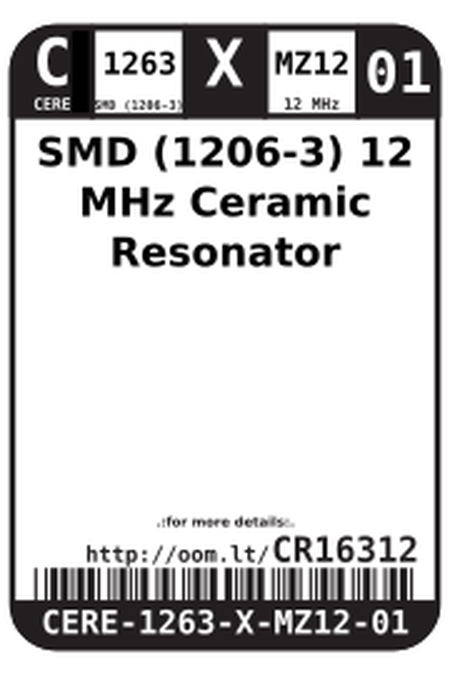 C 1263 X MZ12 01
CERE SMD (1206-3) 12 MHz
SMD (1206-3) 12
MHz Ceramic
Resonator
.:for more details:.
http://oom.lt/CR16312
CERE-1263-X-MZ12-01